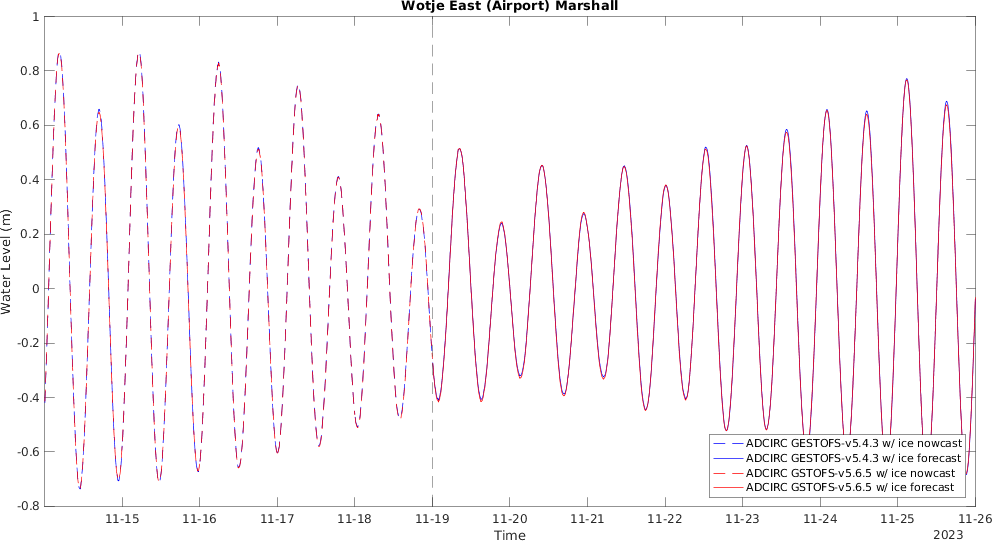 Wotje East (Airport) Marshall
Water Level (m)
1
0.8
0.6
0.4
0.2
0
-0.2
-0.4
-0.6
-0.8
ADCIRC GESTOFS-v5.4.3 w/ ice nowcast
ADCIRC GESTOFS-v5.4.3 w/ ice forecast
ADCIRC GSTOFS-v5.6.5 w/ ice nowcast
ADCIRC GSTOFS-v5.6.5 w/ ice forecast
11-15 11-16 11-17 11-18 11-19 11-20 11-21 11-22 11-23 11-24 11-25 11-26
Time
2023